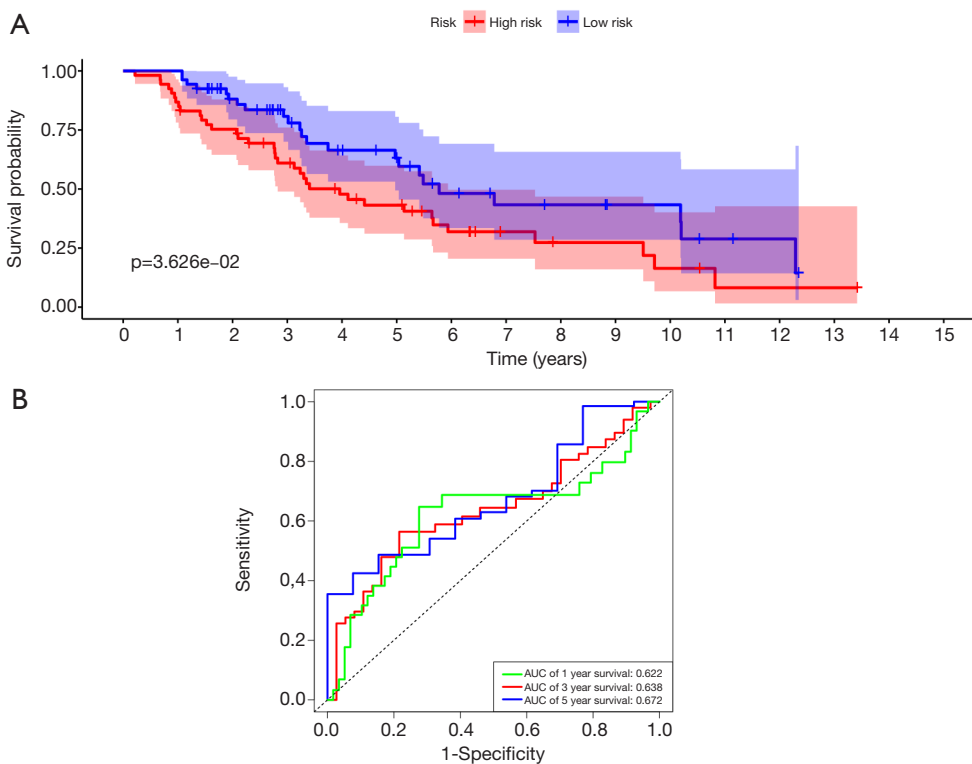 A
Risk High risk Low risk
1.00
0.75
0.50
0.25
0.00
Survival probability
p=3.626e−02
0 1 2 3 4 5 6 7 8 9 10 11 12 13 14 15
Time (years)
B
1.0
0.8
0.6
0,4
0.2
0.0
Sensitivity
AUC of 1 year survival: 0.622
AUC of 3 year survival: 0.638
AUC of 5 year survival: 0.672
0.0 0.2 0.4 0.6 0.8 1.0
1-Specificity